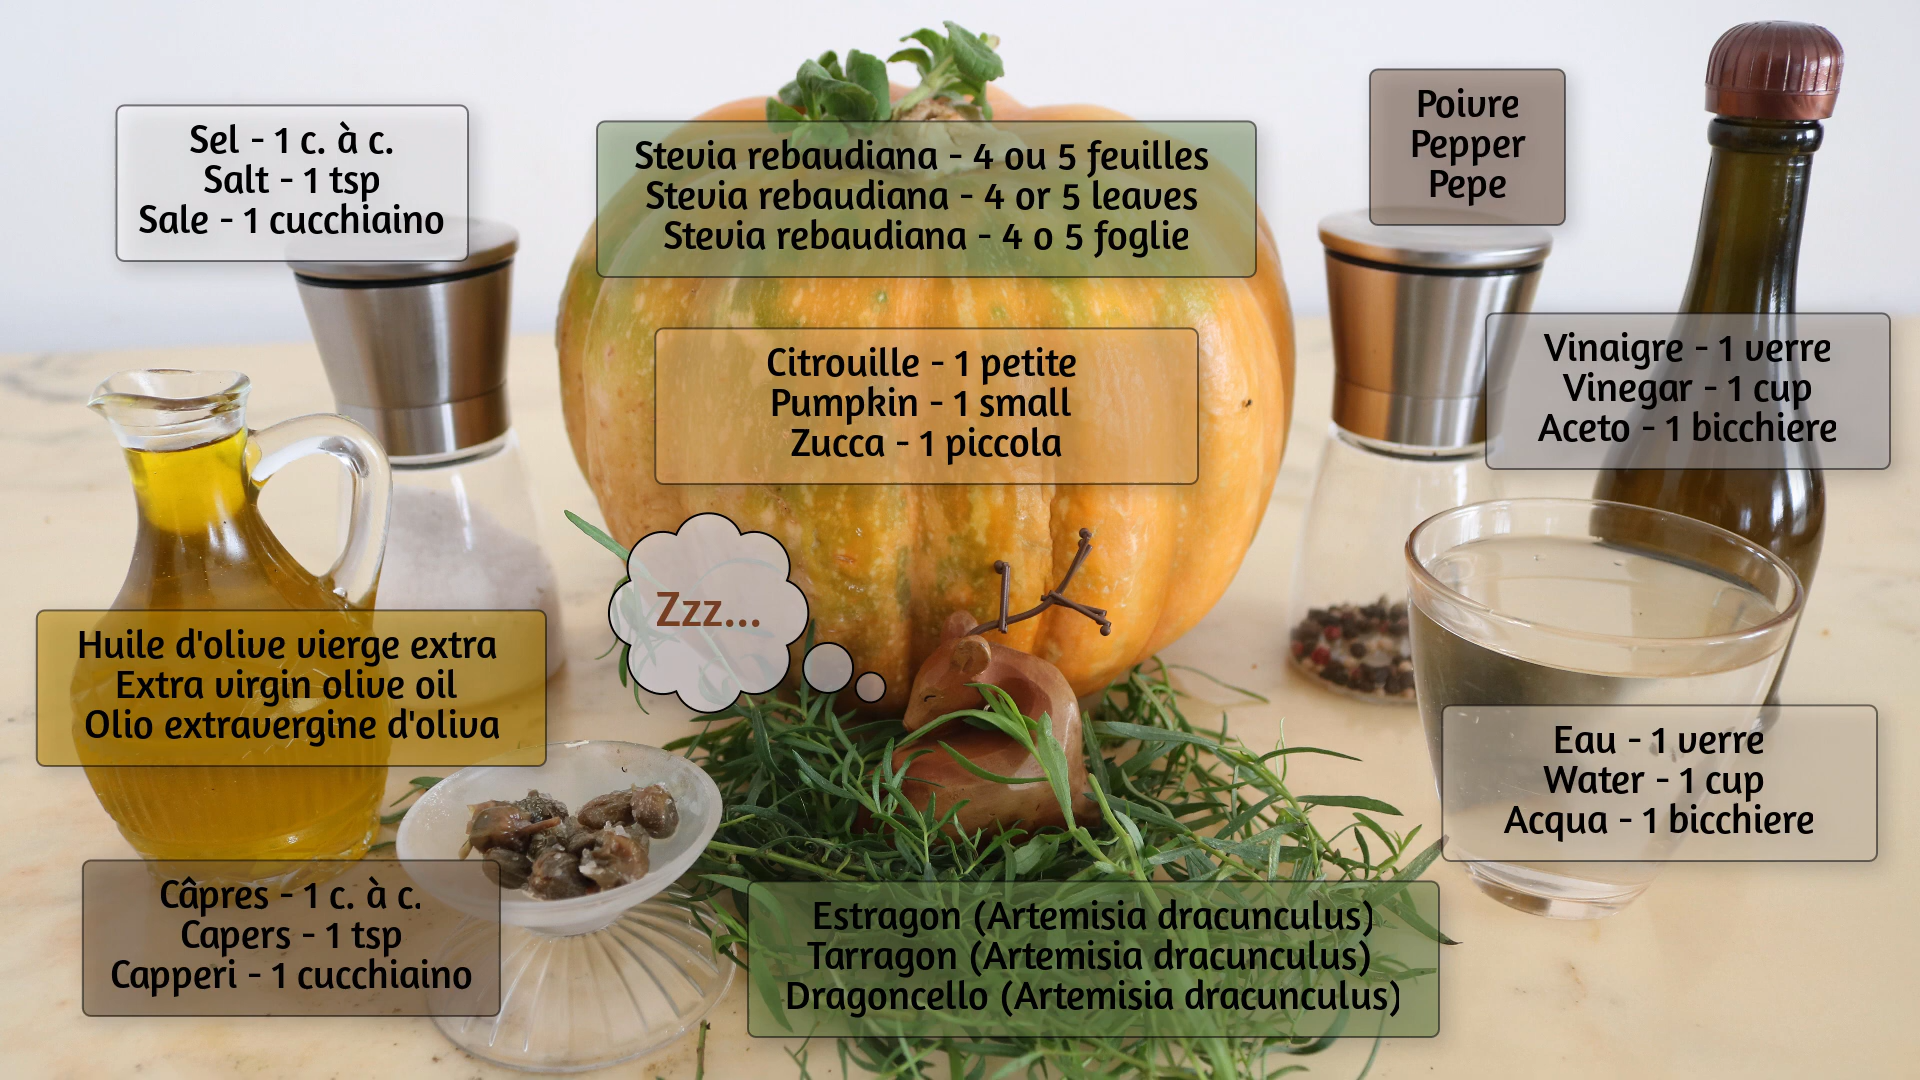 Sel - 1 c. à c.
Salt - 1 tsp
Sale - 1 cucchiaino
Stevia rebaudiana - 4 ou 5 feuilles
Stevia rebaudiana - 4 or 5 leaves
Stevia rebaudiana - 4 o 5 foglie
Poivre
Pepper
Pepe
Citrouille - 1 petite
Pumpkin - 1 small
Zucca - 1 piccola
Vinaigre - 1 verre
Vinegar - 1 cup
Aceto - 1 bicchiere
Zzz...
Huile d'olive vierge extra
Extra virgin olive oil
Olio extravergine d'oliva
Eau - 1 verre
Water - 1 cup
Acqua - 1 bicchiere
Câpres - 1 c. à c.
Capers - 1 tsp
Capperi - 1 cucchiaino
Estragon (Artemisia dracunculus)
Tarragon (Artemisia dracunculus)
Dragoncello (Artemisia dracunculus)